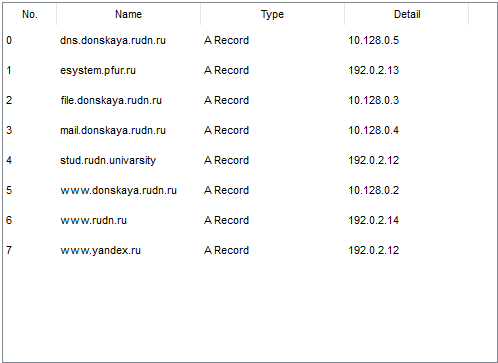 No. Name Type Detail
0 dns.donskaya.rudn.ru A Record 10.128.0.5
1 esystem.pfur.ru A Record 192.0.2.13
2 file.donskaya.rudn.ru A Record 10.128.0.3
3 mail.donskaya.rudn.ru A Record 10.128.0.4
4 stud.rudn.univarsity A Record 192.0.2.12
5 www.donskaya.rudn.ru A Record 10.128.0.2
6 www.rudn.ru A Record 192.0.2.14
7 www.yandex.ru A Record 192.0.2.12